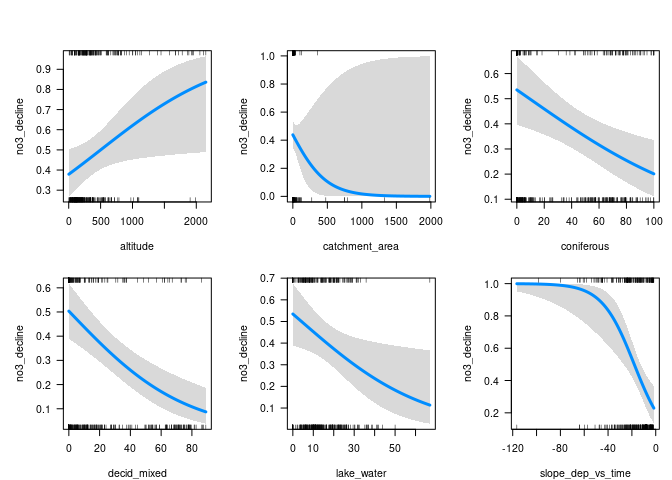 no3_decline
0.9
0.8
0.7
0.6
0.5
0.4
0.3
0 500 1000 2000
altitude
no3_decline
1.0
0.8
0.6
0.4
0.2
0.0
0 500 1000 2000
catchment_area
no3_decline
0.6
0.5
0.4
0.3
0.2
0.1
0 20 40 60 80 100
coniferous
no3_decline
0.6
0.5
0.4
0.3
0.2
0.1
0 20 40 60 80
decid_mixed
no3_decline
0.7
0.6
0.5
0.4
0.3
0.2
0.1
0 10 20 30 50
lake_water
no3_decline
1.0
0.8
0.6
0.4
0.2
-120 -80 -40 0
slope_dep_vs_time